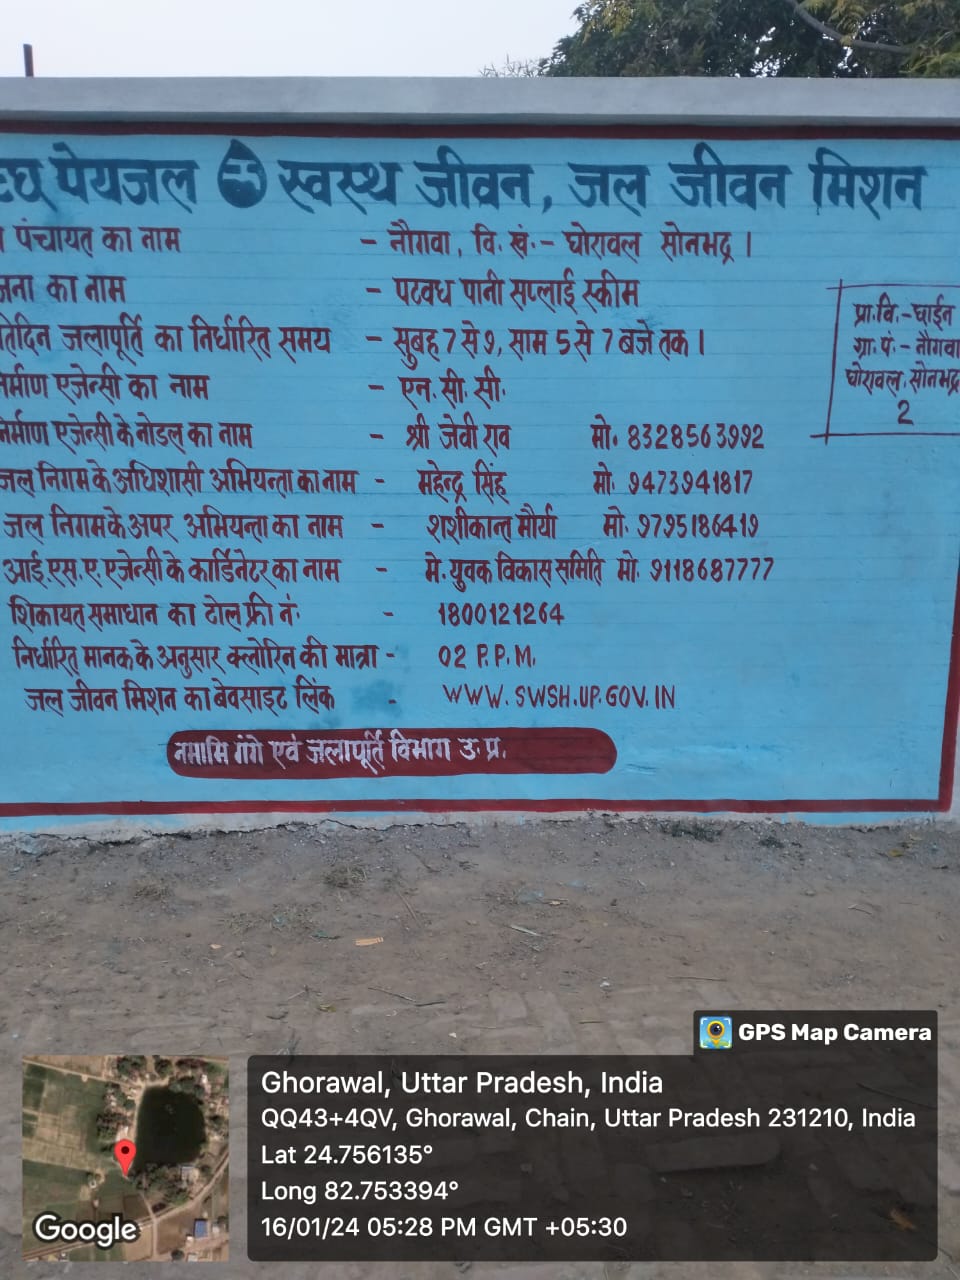 पेयजल स्वस्थ जीवन, जल जीवन मिशन
पंचायत का नाम - नौगवा, वि. खं.- घोरावल सोनभद्र।
का नाम - पटवध पानी सप्लाई स्कीम
जलापूर्ति का निर्धारित समय - सुबह 7 से 9, साम 5 से 7 बजे तक।
निर्माण एजेन्सी का नाम - एन. सी. सी.
निर्माण एजेन्सी के नोडल का नाम - श्री जेवी राव मो. 8328563992
जल निगम के अधिशासी अभियन्ता का नाम - महेन्द्र सिंह मो. 9473941817
जल निगम के अपर अभियन्ता का नाम - शशीकान्त मौर्या मो. 9795186419
आई.एस.ए. एजेन्सी के कार्डिनेटर का नाम - मे. युवक विकास समिति मो. 9118687777
शिकायत समाधान का टोल फ्री नं. - 1800121264
निर्धारित मानक के अनुसार क्लोरिन की मात्रा - 02 P.P.M.
जल जीवन मिशन का बेवसाइट लिंक - WWW.SWSH.UP.GOV.IN
नमामि गंगे एवं जलापूर्ति विभाग उ. प्र.
प्रा.वि.-घाईन
ग्रा. पं.- नौगवा
घोरावल, सोनभद्र
2
GPS Map Camera
Ghorawal, Uttar Pradesh, India
QQ43+4QV, Ghorawal, Chain, Uttar Pradesh 231210, India
Lat 24.756135°
Long 82.753394°
16/01/24 05:28 PM GMT +05:30
Google